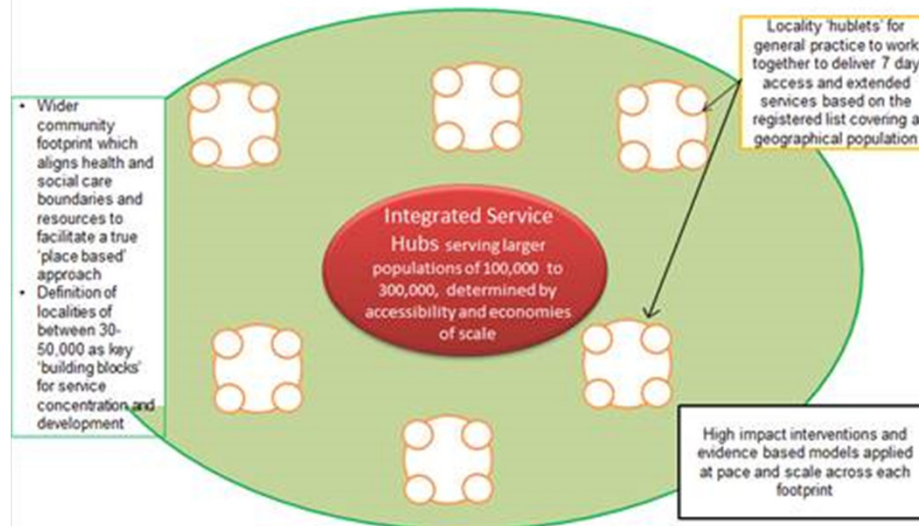 • Wider
community
footprint which
aligns health and
social care
boundaries and
resources to
facilitate a true
'place based'
approach
• Definition of
localities of
between 30-
50,000 as key
'building blocks'
for service
concentration and
development
Integrated Service
Hubs serving larger
populations of 100,000 to
300,000, determined by
accessibility and economies
of scale
Locality 'hublets' for
general practice to work
together to deliver 7 day
access and extended
services based on the
registered list covering a
geographical population
High impact interventions and
evidence based models applied
at pace and scale across each
footprint